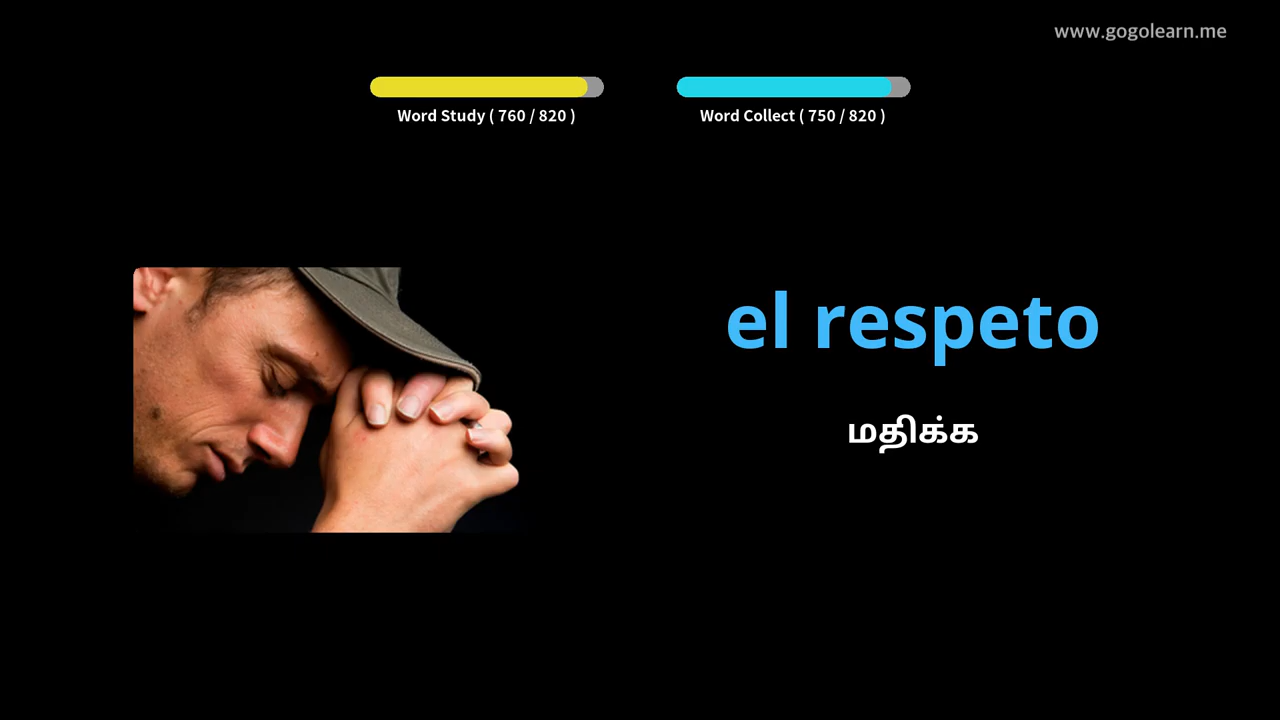 www.gogolearn.me
Word Study ( 760 / 820 )
Word Collect ( 750 / 820 )
el respeto
மதிக்க